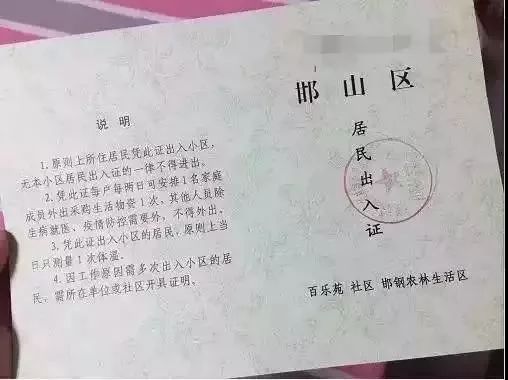 说明
1.原则上所住居民凭此证出入小区,
无本小区居民出入证的一律不得进出。
2.凭此证每户每两日可安排1名家庭
成员外出采购生活物资1次,其他人员除
生病就医、疫情防控需要外,不得外出。
3.凭此证出入小区的居民,原则上当
日只测量1次体温。
4.因工作原因需多次出入小区的居
民,需所在单位或社区开具证明。
邯山区
居民出入证
百乐苑 社区 邯钢农林生活区